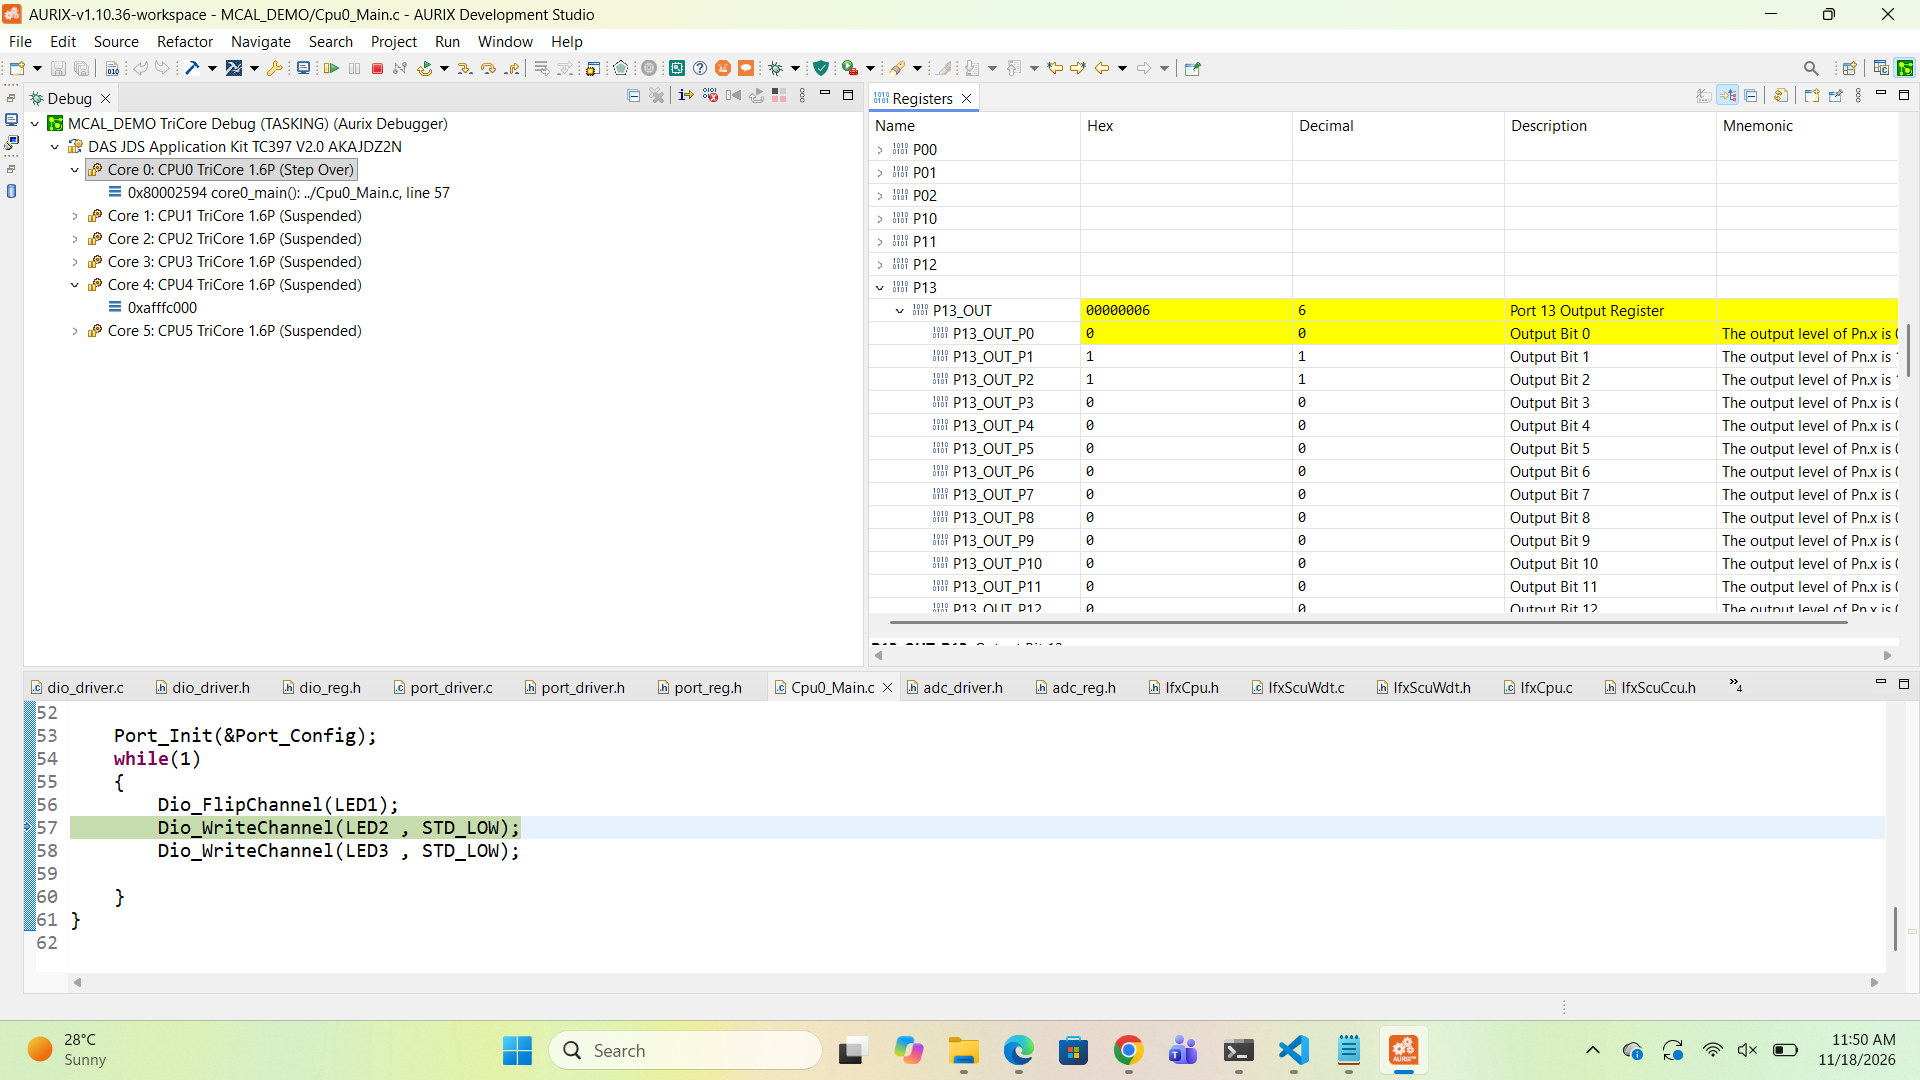 AURIX-v1.10.36-workspace - MCAL_DEMO/Cpu0_Main.c - AURIX Development Studio
File Edit Source Refactor Navigate Search Project Run Window Help
Debug
MCAL_DEMO TriCore Debug (TASKING) (Aurix Debugger)
DAS JDS Application Kit TC397 V2.0 AKAJDZ2N
Core 0: CPU0 TriCore 1.6P (Step Over)
0x80002594 core0_main(): ../Cpu0_Main.c, line 57
Core 1: CPU1 TriCore 1.6P (Suspended)
Core 2: CPU2 TriCore 1.6P (Suspended)
Core 3: CPU3 TriCore 1.6P (Suspended)
Core 4: CPU4 TriCore 1.6P (Suspended)
0xafffc000
Core 5: CPU5 TriCore 1.6P (Suspended)
Registers
Name Hex Decimal Description Mnemonic
P00
P01
P02
P10
P11
P12
P13
P13_OUT 00000006 6 Port 13 Output Register
P13_OUT_P0 0 0 Output Bit 0 The output level of Pn.x is
P13_OUT_P1 1 1 Output Bit 1 The output level of Pn.x is
P13_OUT_P2 1 1 Output Bit 2 The output level of Pn.x is
P13_OUT_P3 0 0 Output Bit 3 The output level of Pn.x is
P13_OUT_P4 0 0 Output Bit 4 The output level of Pn.x is
P13_OUT_P5 0 0 Output Bit 5 The output level of Pn.x is
P13_OUT_P6 0 0 Output Bit 6 The output level of Pn.x is
P13_OUT_P7 0 0 Output Bit 7 The output level of Pn.x is
P13_OUT_P8 0 0 Output Bit 8 The output level of Pn.x is
P13_OUT_P9 0 0 Output Bit 9 The output level of Pn.x is
P13_OUT_P10 0 0 Output Bit 10 The output level of Pn.x is
P13_OUT_P11 0 0 Output Bit 11 The output level of Pn.x is
P13_OUT_P12 0 0 Output Bit 12 The output level of Pn.x is
dio_driver.c dio_driver.h dio_reg.h port_driver.c port_driver.h port_reg.h Cpu0_Main.c adc_driver.h adc_reg.h IfxCpu.h IfxScuWdt.c IfxScuWdt.h IfxCpu.c IfxScuCcu.h »4
52
53 Port_Init(&Port_Config);
54 while(1)
55 {
56 Dio_FlipChannel(LED1);
57 Dio_WriteChannel(LED2 , STD_LOW);
58 Dio_WriteChannel(LED3 , STD_LOW);
59
60 }
61 }
62
28°C
Sunny
Search
11:50 AM
11/18/2026